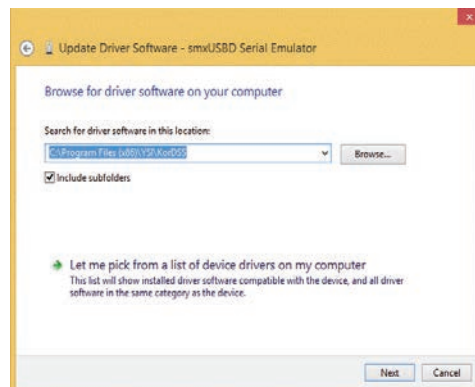 Update Driver Software - smxUSBD Serial Emulator
Browse for driver software on your computer
Search for driver software in this location:
C:\Program Files (x86)\YSI\KorDSS
Browse...
Include subfolders
Let me pick from a list of device drivers on my computer
This list will show installed driver software compatible with the device, and all driver
software in the same category as the device.
Next Cancel